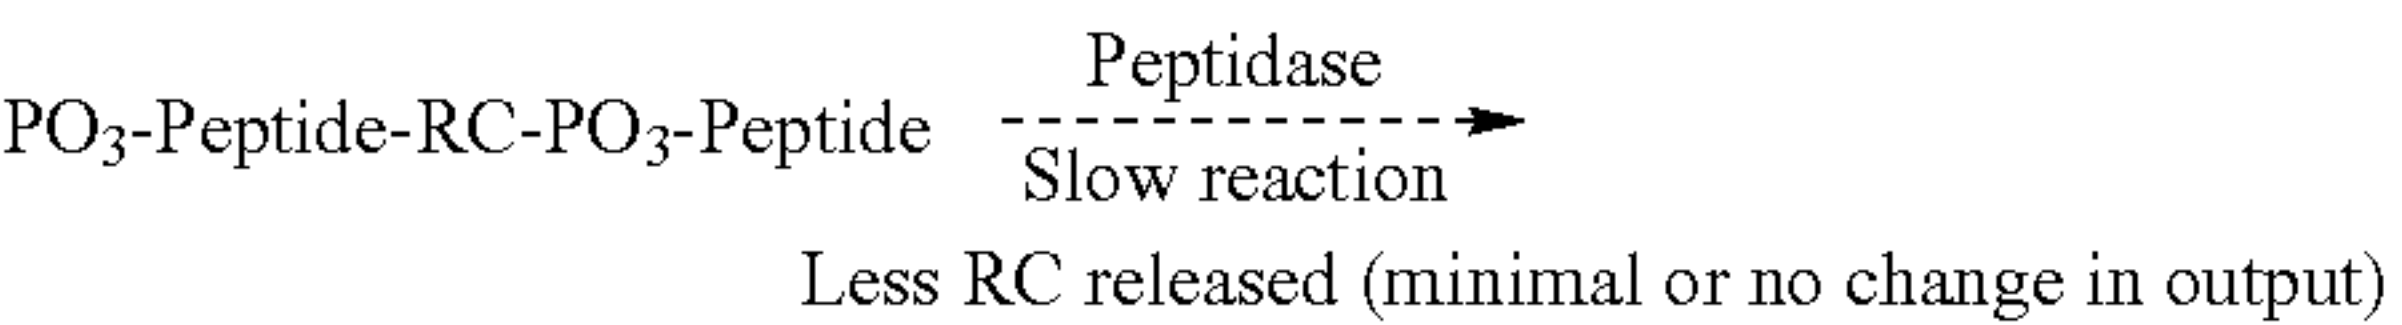 Peptidase
PO₃-Peptide-RC-PO₃-Peptide
Slow reaction
Less RC released (minimal or no change in output)